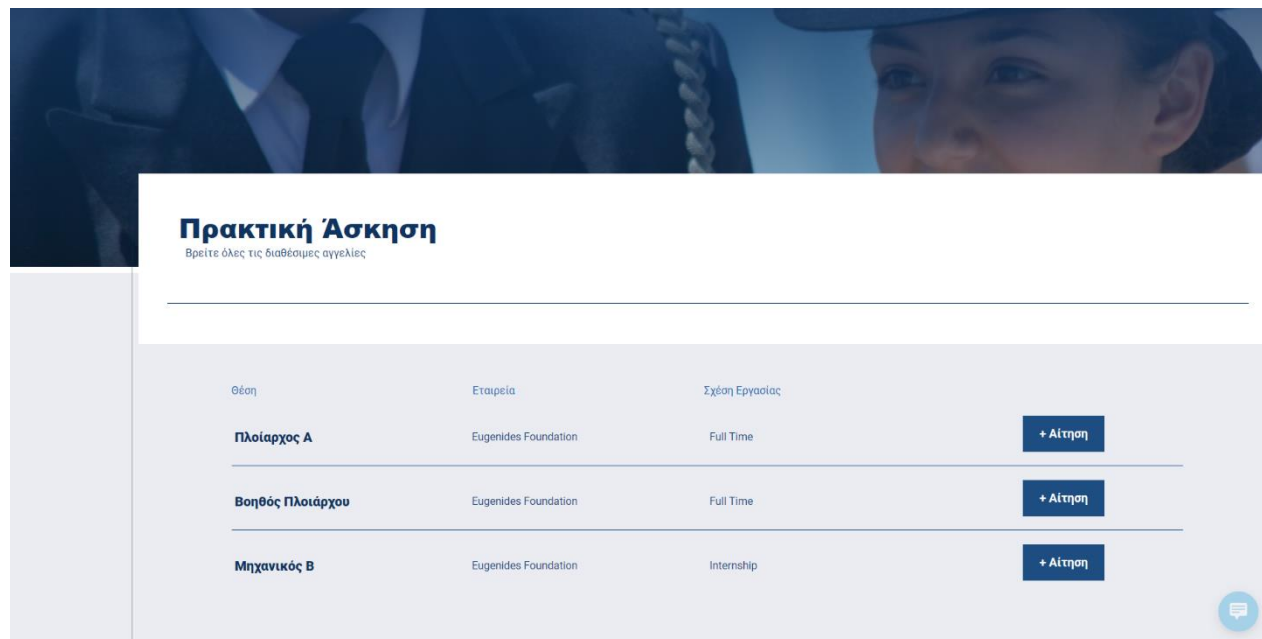 Πρακτική Άσκηση
Βρείτε όλες τις διαθέσιμες αγγελίες
Θέση Εταιρεία Σχέση Εργασίας
Πλοίαρχος Α Eugenides Foundation Full Time + Αίτηση
Βοηθός Πλοιάρχου Eugenides Foundation Full Time + Αίτηση
Μηχανικός Β Eugenides Foundation Internship + Αίτηση